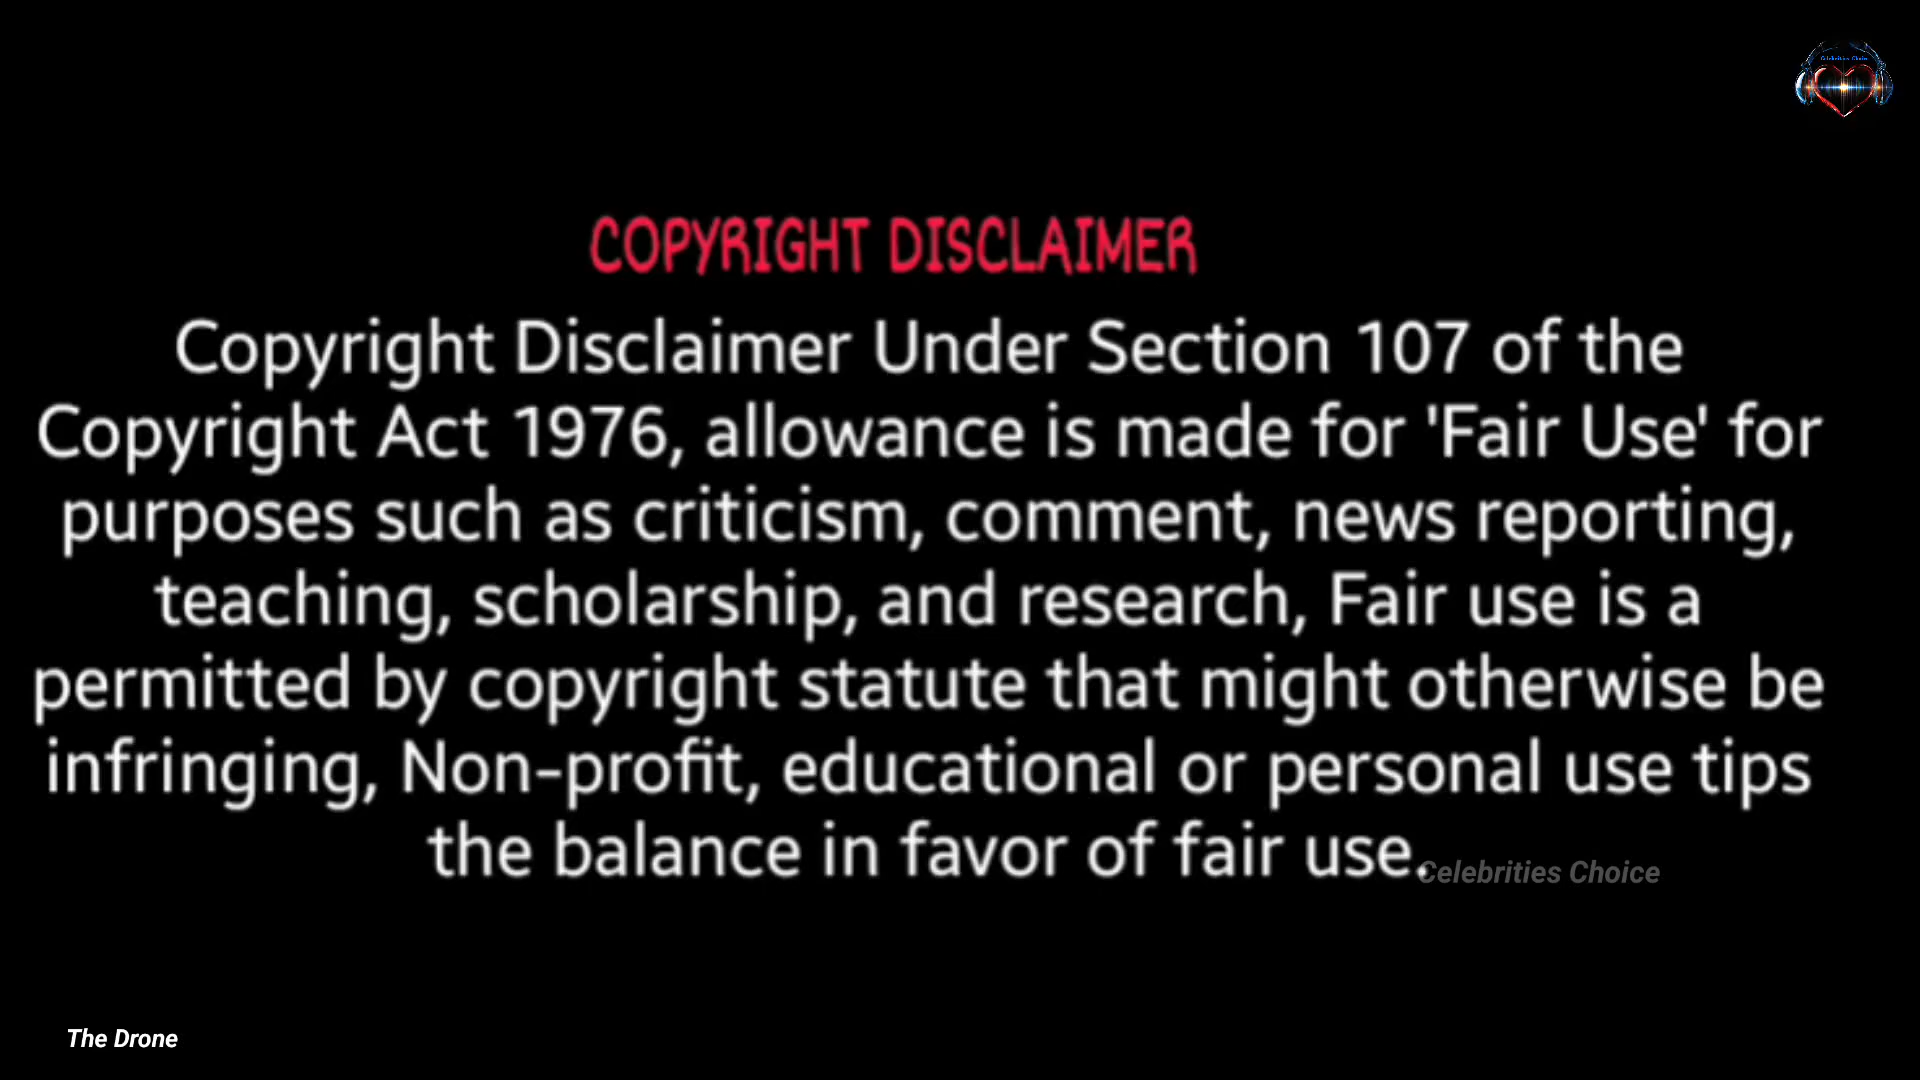 Celebrities Choice
COPYRIGHT DISCLAIMER
Copyright Disclaimer Under Section 107 of the
Copyright Act 1976, allowance is made for 'Fair Use' for
purposes such as criticism, comment, news reporting,
teaching, scholarship, and research, Fair use is a
permitted by copyright statute that might otherwise be
infringing, Non-profit, educational or personal use tips
the balance in favor of fair use.
Celebrities Choice
The Drone